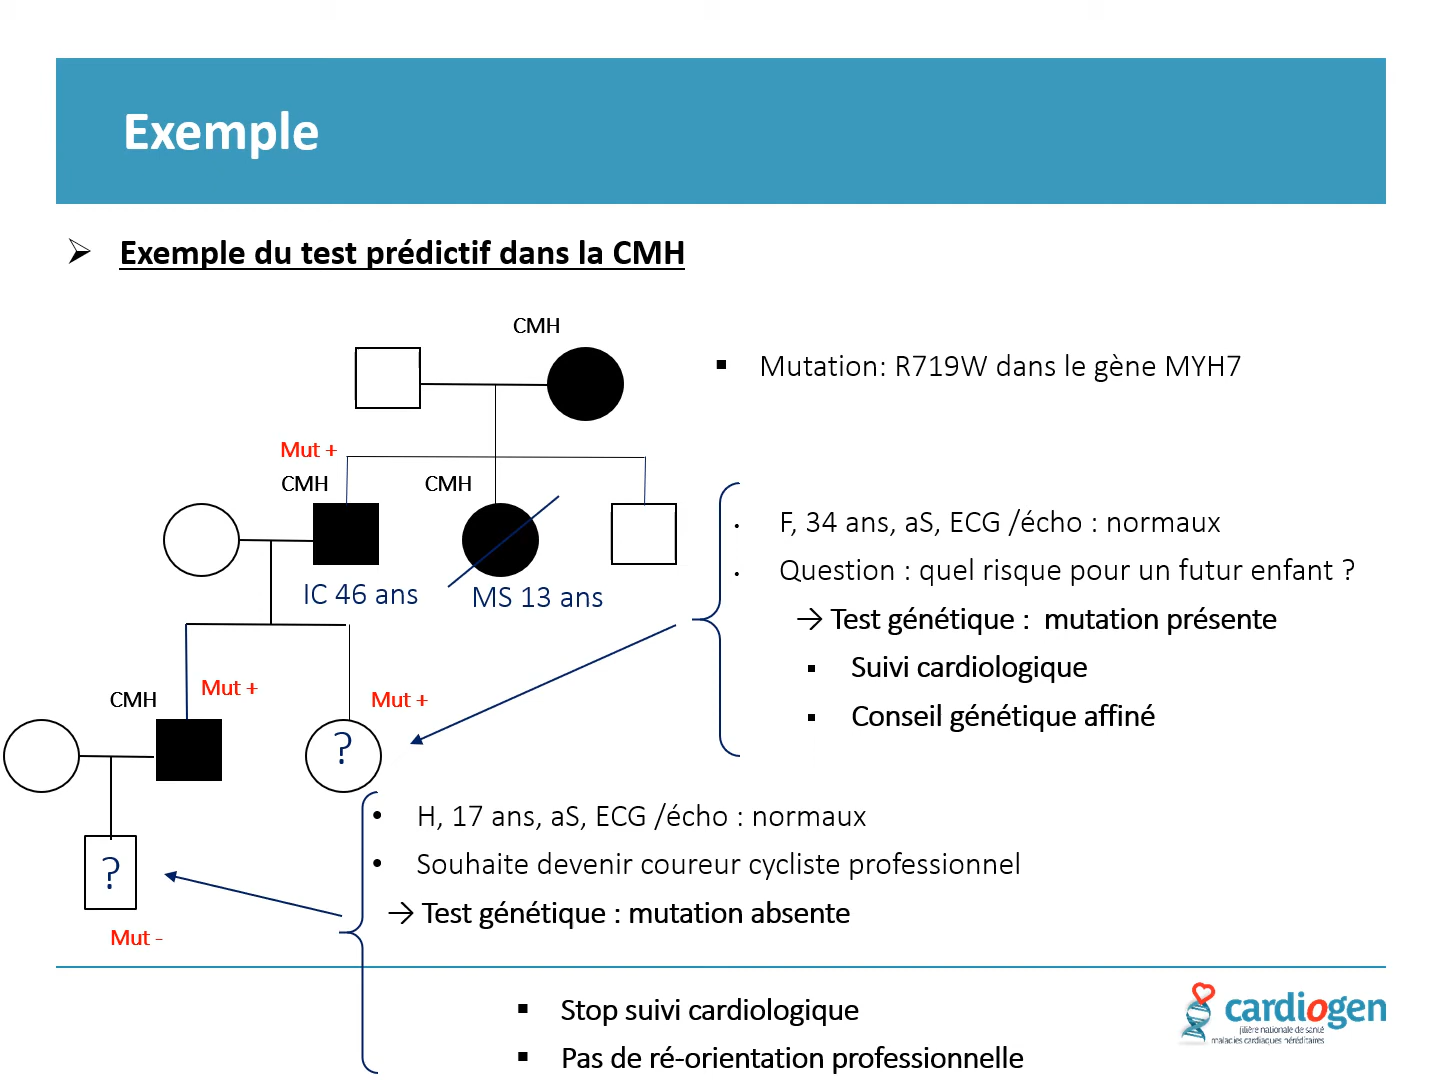 Exemple
Exemple du test prédictif dans la CMH
CMH
Mutation: R719W dans le gène MYH7
Mut +
CMH
CMH
IC 46 ans
MS 13 ans
F, 34 ans, aS, ECG /écho : normaux
Question : quel risque pour un futur enfant ?
→ Test génétique : mutation présente
Suivi cardiologique
Conseil génétique affiné
CMH
Mut +
Mut +
?
H, 17 ans, aS, ECG /écho : normaux
Souhaite devenir coureur cycliste professionnel
→ Test génétique : mutation absente
?
Mut -
Stop suivi cardiologique
Pas de ré-orientation professionnelle
cardiogen
filière nationale de santé
maladies cardiaques héréditaires